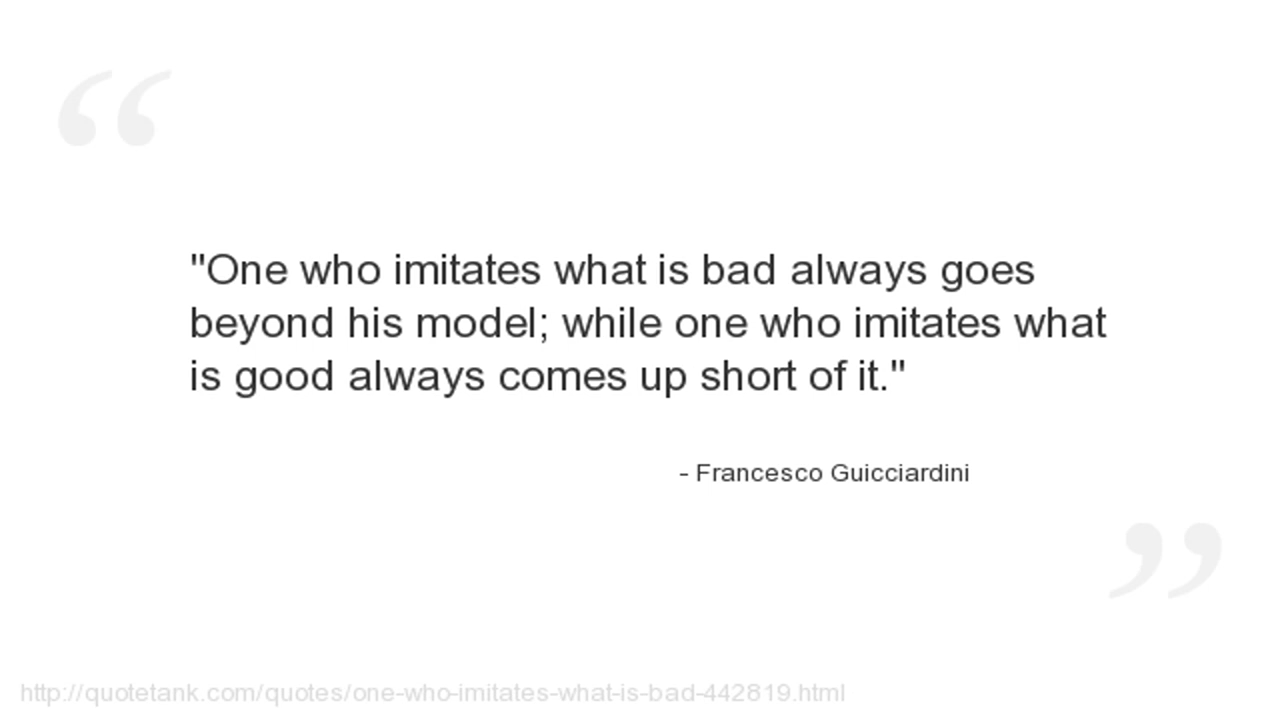 "One who imitates what is bad always goes
beyond his model; while one who imitates what
is good always comes up short of it."
- Francesco Guicciardini
http://quotetank.com/quotes/one-who-imitates-what-is-bad-442819.html